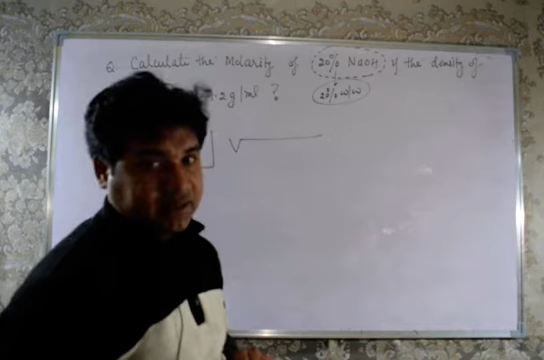 Q. Calculate the Molarity of 20% NaOH if the density of
1.2g/ml ? 20% w/w